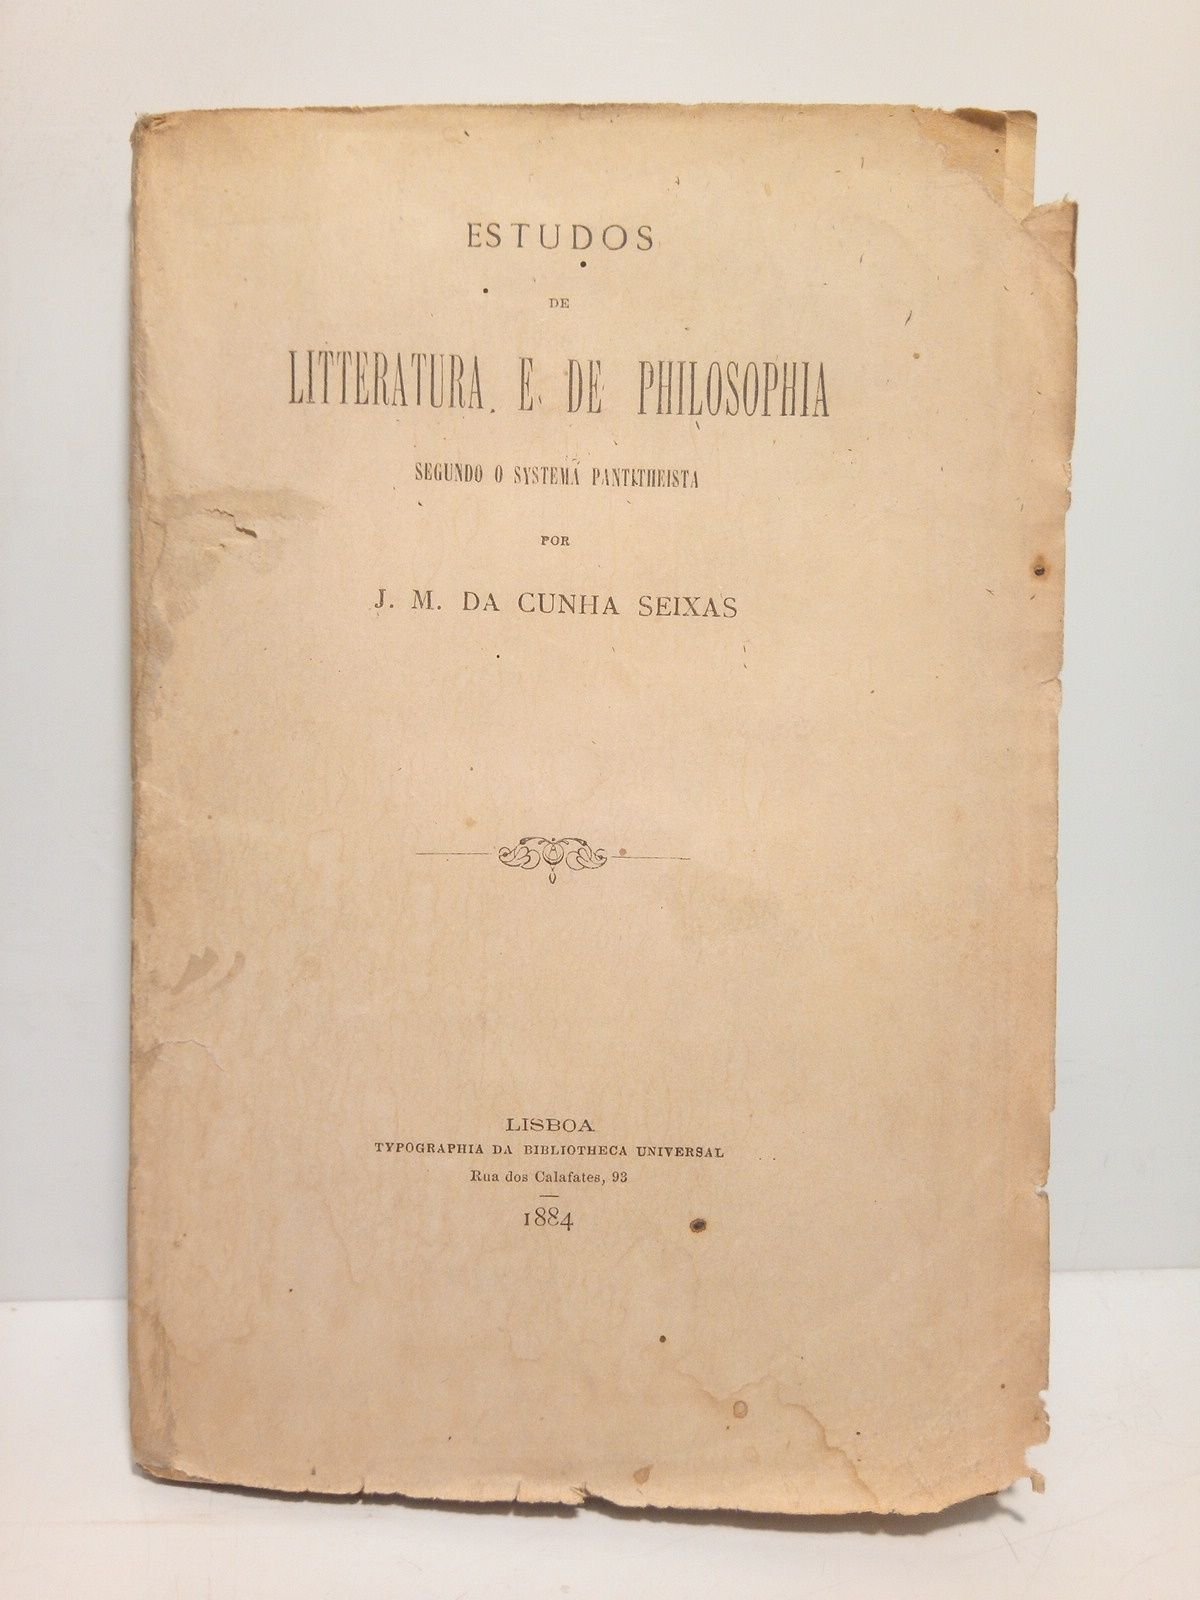 ESTUDOS
DE
LITTERATURA E DE PHILOSOPHIA
SEGUNDO O SYSTEMA PANTITHEISTA
POR
J. M. DA CUNHA SEIXAS
LISBOA
TYPOGRAPHIA DA BIBLIOTHECA UNIVERSAL
Rua dos Calafates, 93
1884